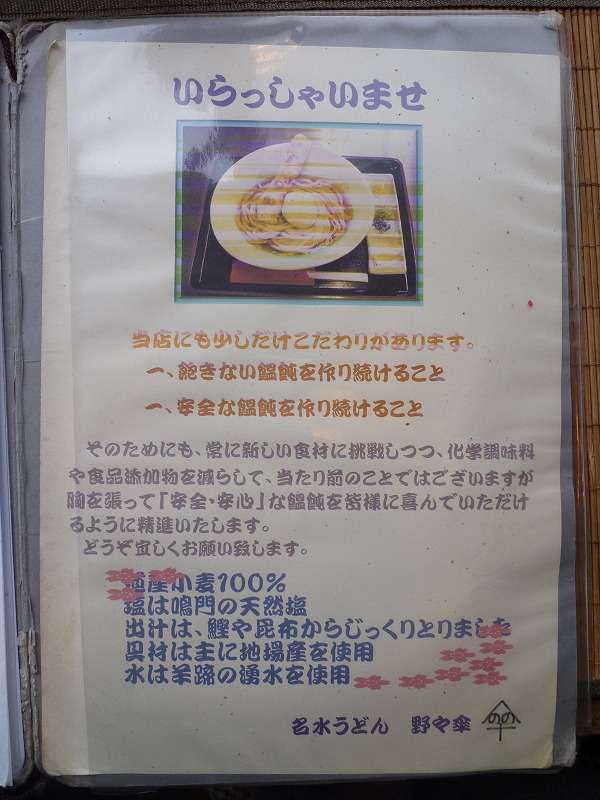 いらっしゃいませ
当店にも少しだけこだわりがあります。
一、飽きない饂飩を作り続けること
一、安全な饂飩を作り続けること
そのためにも、常に新しい食材に挑戦しつつ、化学調味料
や食品添加物を減らして、当たり前のことではございますが
胸を張って「安全・安心」な饂飩を皆様に喜んでいただけ
るように精進いたします。
どうぞ宜しくお願い致します。
道産小麦100%
塩は鳴門の天然塩
出汁は、鰹や昆布からじっくりとりました
具材は主に地場産を使用
水は羊蹄の湧水を使用
名水うどん 野々傘
のの